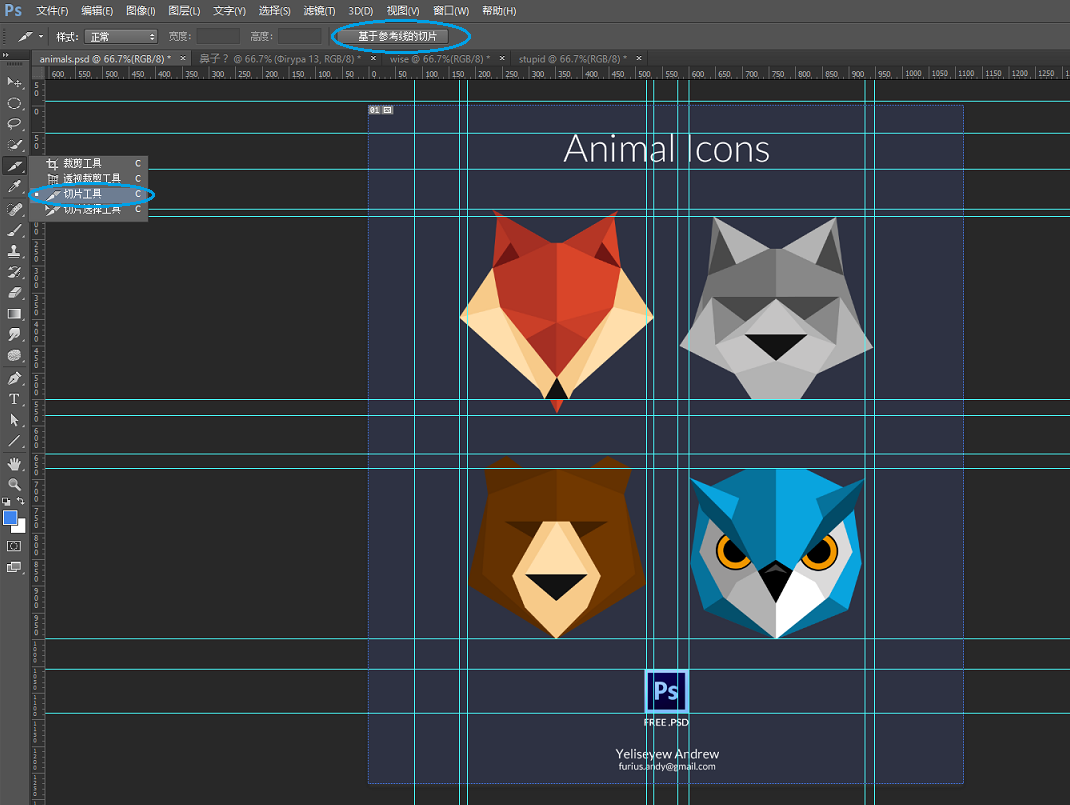 Ps 文件(F) 编辑(E) 图像(I) 图层(L) 文字(Y) 选择(S) 滤镜(T) 3D(D) 视图(V) 窗口(W) 帮助(H)
样式: 正常 宽度: 高度: 基于参考线的切片
animals.psd @ 66.7%(RGB/8) * × 鼻子？ @ 66.7% (Фігура 13, RGB/8) * × wise @ 66.7%(RGB/8) * × stupid @ 66.7%(RGB/8) * ×
600 550 500 450 400 350 300 250 200 150 100 50 0 50 100 150 200 250 300 350 400 450 500 550 600 650 700 750 800 850 900 950 1000 1050 1100 1150 1200 1250
01
Animal Icons
裁剪工具 C
透视裁剪工具 C
切片工具 C
切片选择工具 C
Ps
FREE .PSD
Yeliseyew Andrew
furius.andy@gmail.com